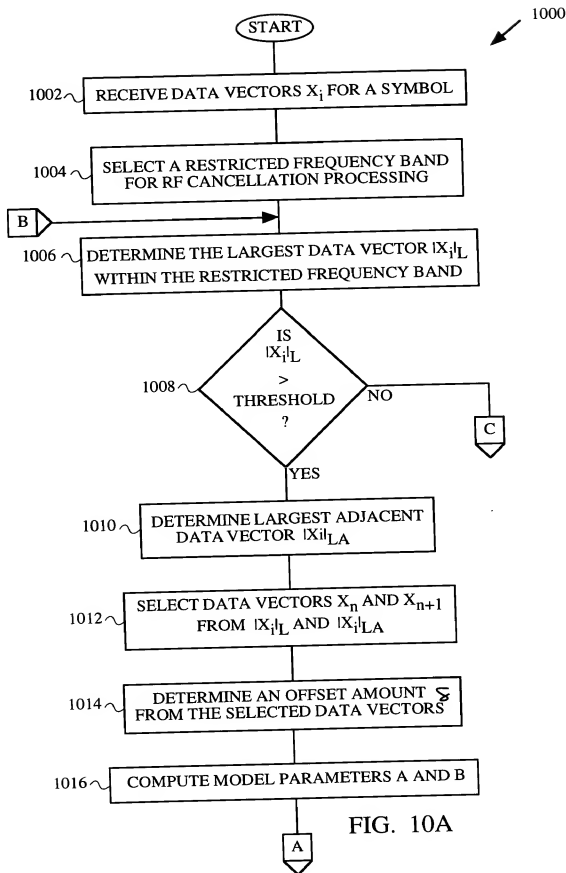 1000
START
1002
RECEIVE DATA VECTORS Xi FOR A SYMBOL
1004
SELECT A RESTRICTED FREQUENCY BAND
FOR RF CANCELLATION PROCESSING
B
1006
DETERMINE THE LARGEST DATA VECTOR |Xi|L
WITHIN THE RESTRICTED FREQUENCY BAND
1008
IS
|Xi|L
>
THRESHOLD
?
NO
C
YES
1010
DETERMINE LARGEST ADJACENT
DATA VECTOR |Xi|LA
1012
SELECT DATA VECTORS Xn AND Xn+1
FROM |Xi|L AND |Xi|LA
1014
DETERMINE AN OFFSET AMOUNT
FROM THE SELECTED DATA VECTORS
1016
COMPUTE MODEL PARAMETERS A AND B
FIG. 10A
A